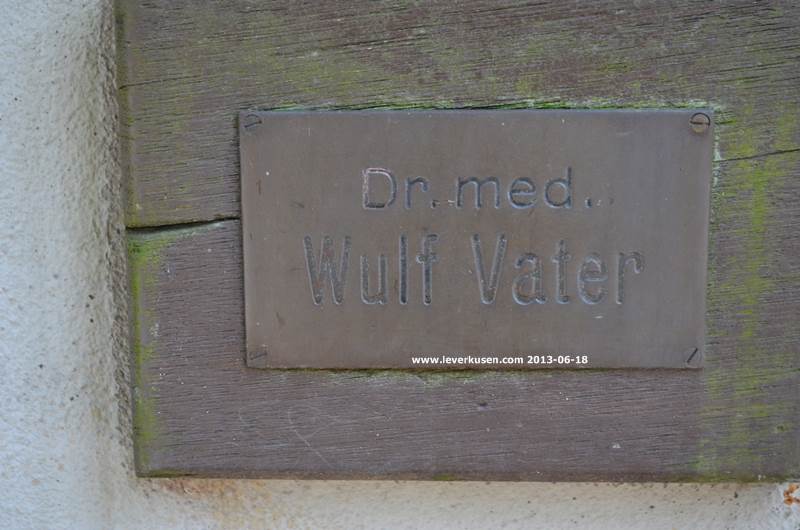 Dr. med.
Wulf Vater
www.leverkusen.com 2013-06-18